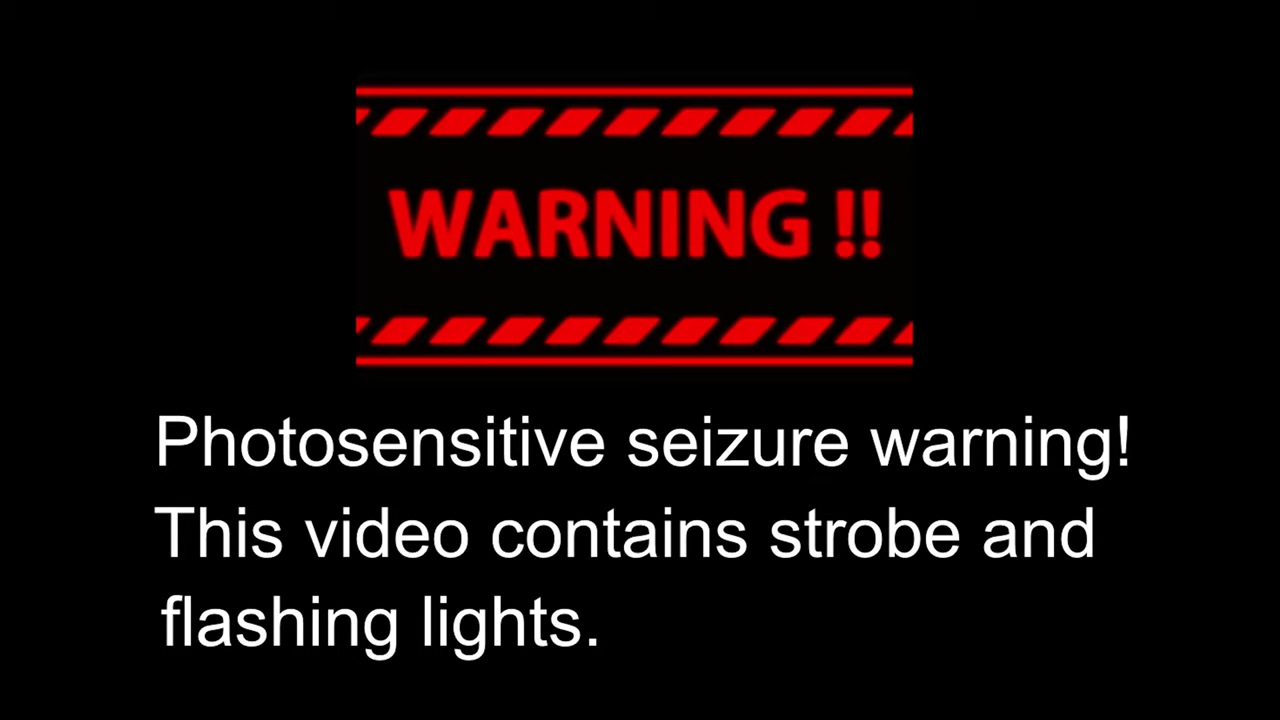 WARNING !!
Photosensitive seizure warning!
This video contains strobe and
flashing lights.